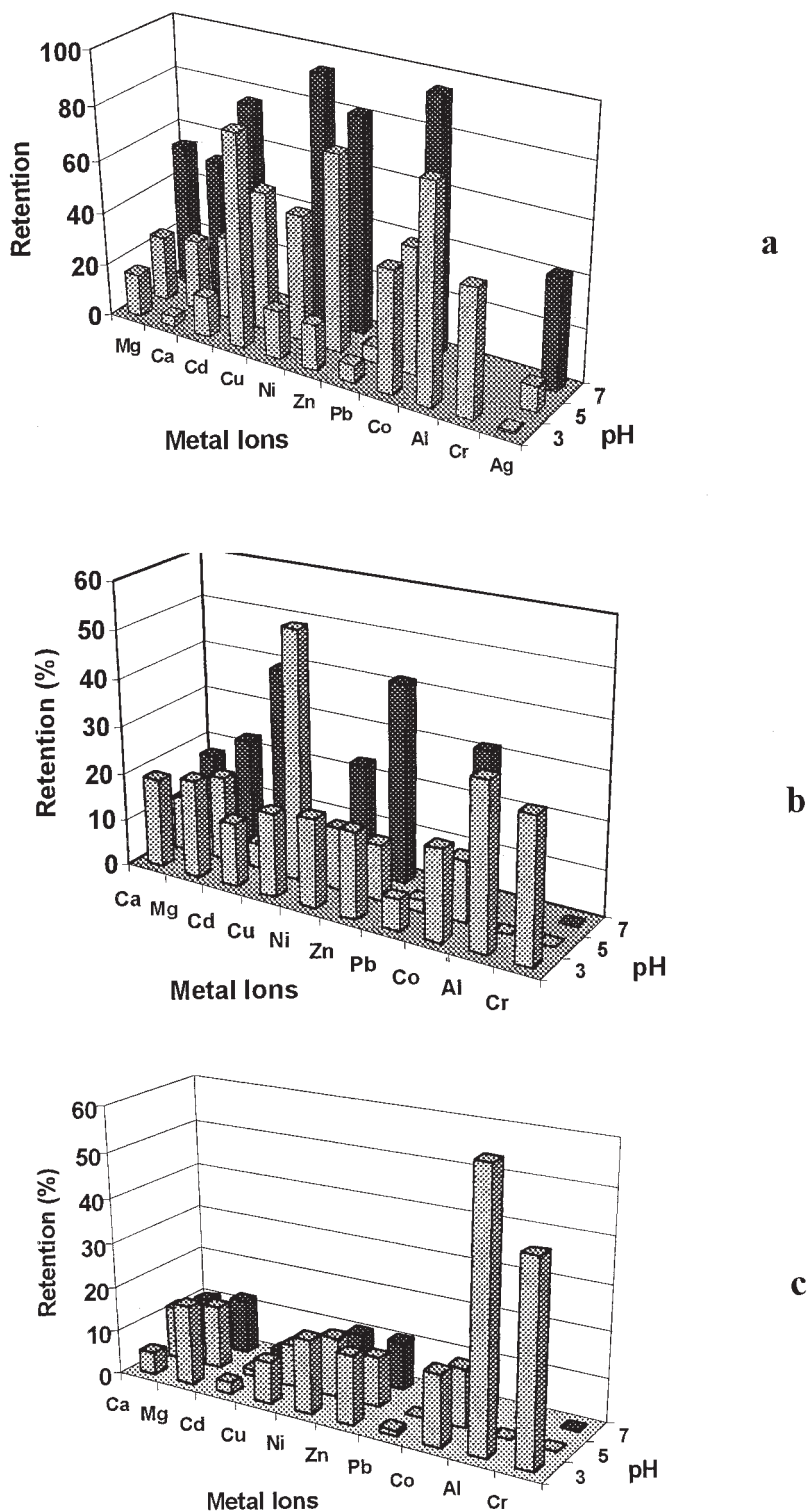 Retention
100
80
60
40
20
0
Mg
Ca
Cd
Cu
Ni
Zn
Pb
Co
Al
Cr
Ag
3
5
7
pH
Metal Ions
a
Retention (%)
60
50
40
30
20
10
0
Ca
Mg
Cd
Cu
Ni
Zn
Pb
Co
Al
Cr
3
5
7
pH
Metal Ions
b
Retention (%)
60
50
40
30
20
10
0
Ca
Mg
Cd
Cu
Ni
Zn
Pb
Co
Al
Cr
3
5
7
pH
Metal Ions
c